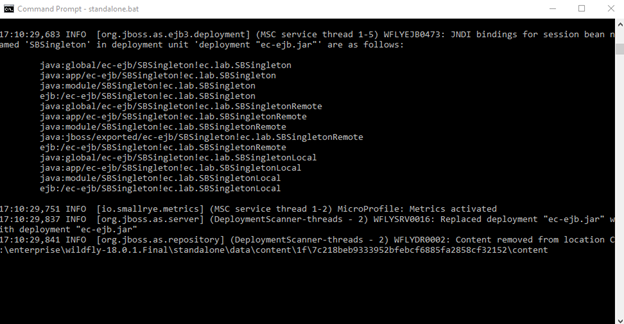 Command Prompt - standalone.bat
17:10:29,683 INFO  [org.jboss.as.ejb3.deployment] (MSC service thread 1-5) WFLYEJB0473: JNDI bindings for session bean n
amed 'SBSingleton' in deployment unit 'deployment "ec-ejb.jar"' are as follows:
java:global/ec-ejb/SBSingleton!ec.lab.SBSingleton
java:app/ec-ejb/SBSingleton!ec.lab.SBSingleton
java:module/SBSingleton!ec.lab.SBSingleton
ejb:/ec-ejb/SBSingleton!ec.lab.SBSingleton
java:global/ec-ejb/SBSingleton!ec.lab.SBSingletonRemote
java:app/ec-ejb/SBSingleton!ec.lab.SBSingletonRemote
java:module/SBSingleton!ec.lab.SBSingletonRemote
java:jboss/exported/ec-ejb/SBSingleton!ec.lab.SBSingletonRemote
ejb:/ec-ejb/SBSingleton!ec.lab.SBSingletonRemote
java:global/ec-ejb/SBSingleton!ec.lab.SBSingletonLocal
java:app/ec-ejb/SBSingleton!ec.lab.SBSingletonLocal
java:module/SBSingleton!ec.lab.SBSingletonLocal
ejb:/ec-ejb/SBSingleton!ec.lab.SBSingletonLocal
17:10:29,751 INFO  [io.smallrye.metrics] (MSC service thread 1-2) MicroProfile: Metrics activated
17:10:29,837 INFO  [org.jboss.as.server] (DeploymentScanner-threads - 2) WFLYSRV0016: Replaced deployment "ec-ejb.jar" w
ith deployment "ec-ejb.jar"
17:10:29,841 INFO  [org.jboss.as.repository] (DeploymentScanner-threads - 2) WFLYDR0002: Content removed from location C
:\enterprise\wildfly-18.0.1.Final\standalone\data\content\1f\7c218beb9333952bfebcf6885fa2858cf32152\content